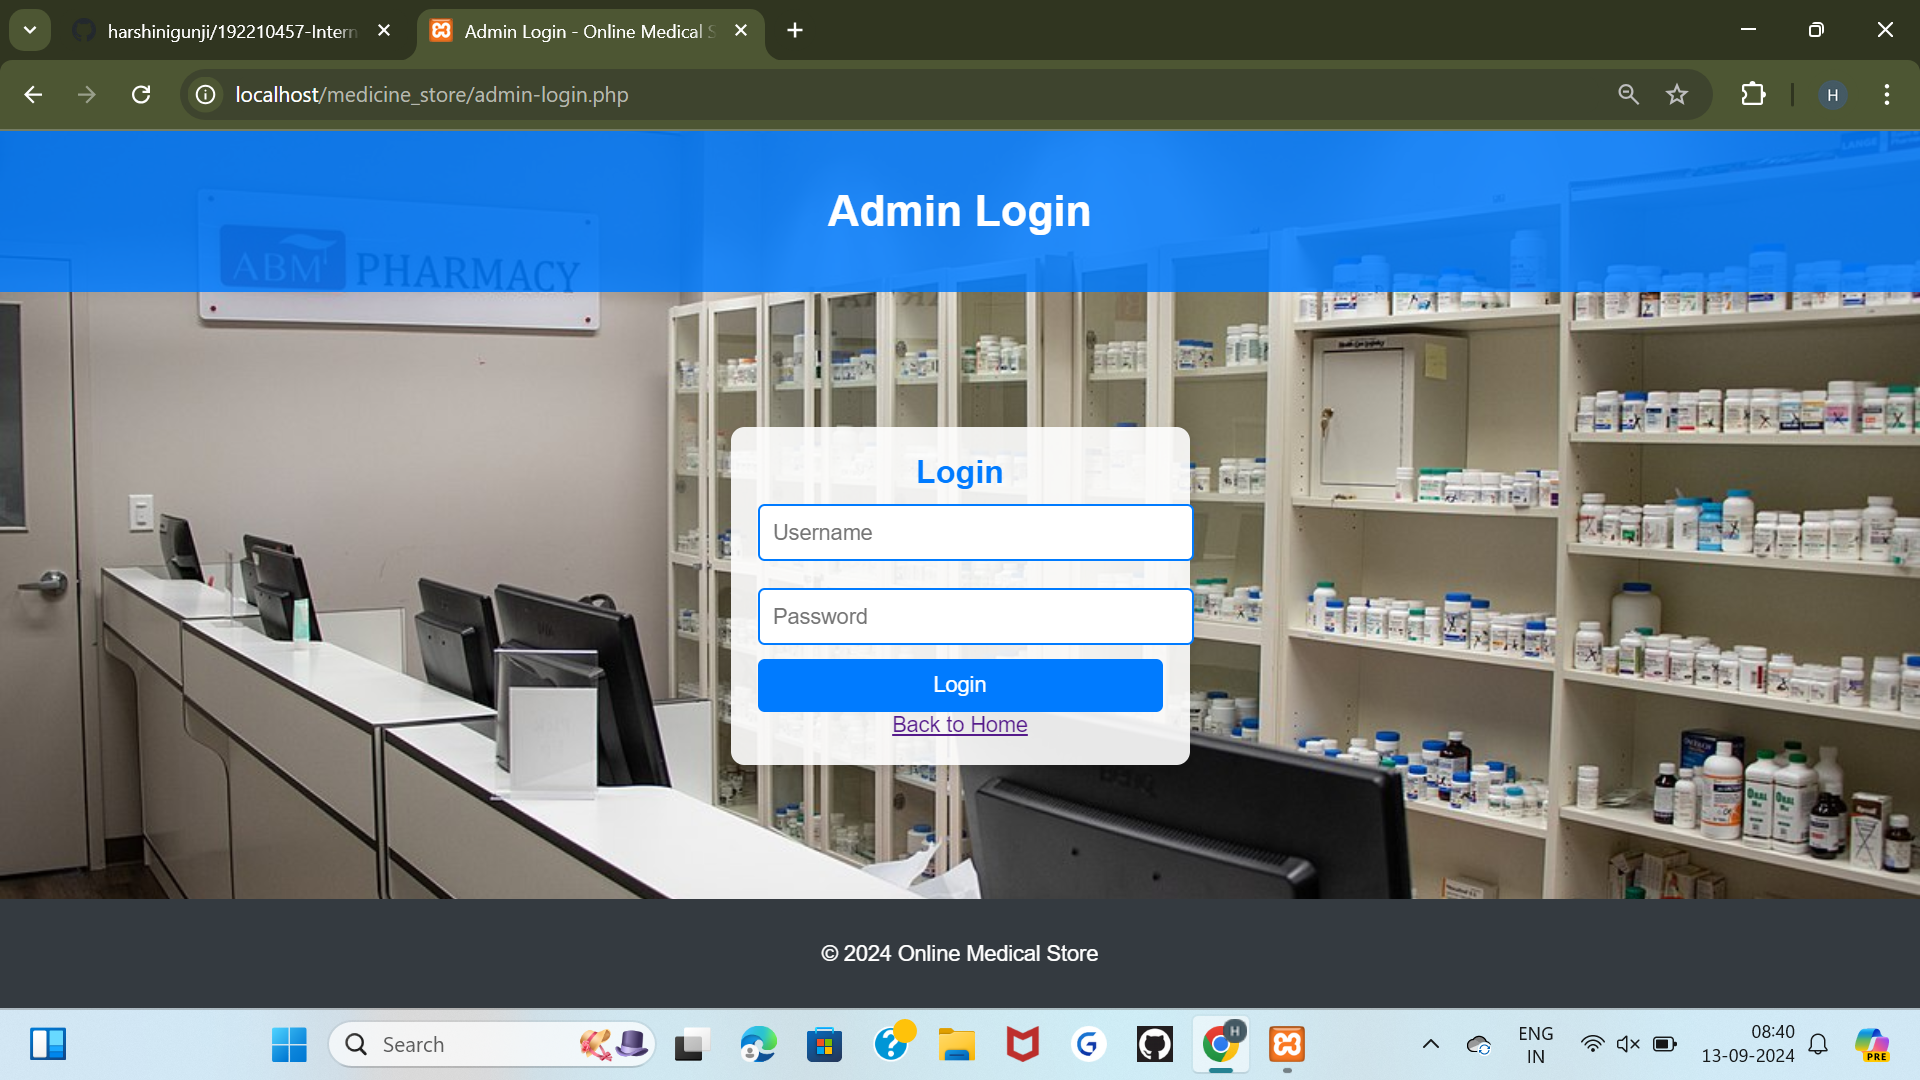 harshinigunji/192210457-Intern
Admin Login - Online Medical S
localhost/medicine_store/admin-login.php
H
Admin Login
ABM PHARMACY
Login
Username
Password
Login
Back to Home
© 2024 Online Medical Store
Search
H
ENG
IN
08:40
13-09-2024
PRE